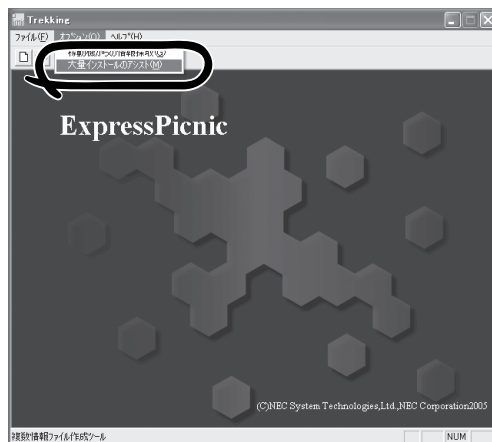 Trekking
ファイル(F) オプション(O) ヘルプ(H)
大量インストールのアシスト(M)
ExpressPicnic
(C)NEC System Technologies,Ltd.,NEC Corporation2005
複数情報ファイル作成ツール
NUM